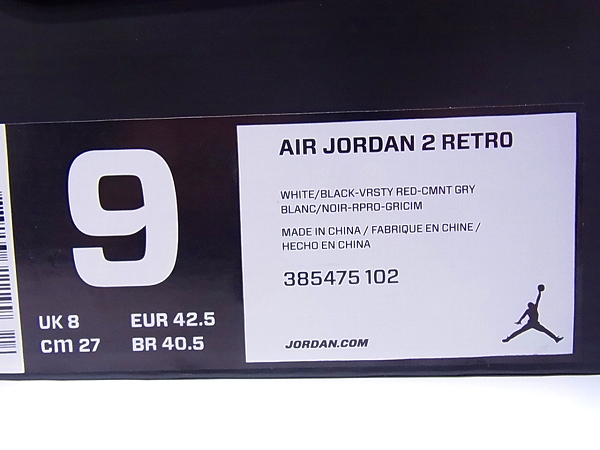 9
UK 8 EUR 42.5
cm 27 BR 40.5
AIR JORDAN 2 RETRO
WHITE/BLACK-VRSTY RED-CMNT GRY
BLANC/NOIR-RPRO-GRICIM
MADE IN CHINA / FABRIQUE EN CHINE /
HECHO EN CHINA
385475 102
JORDAN.COM